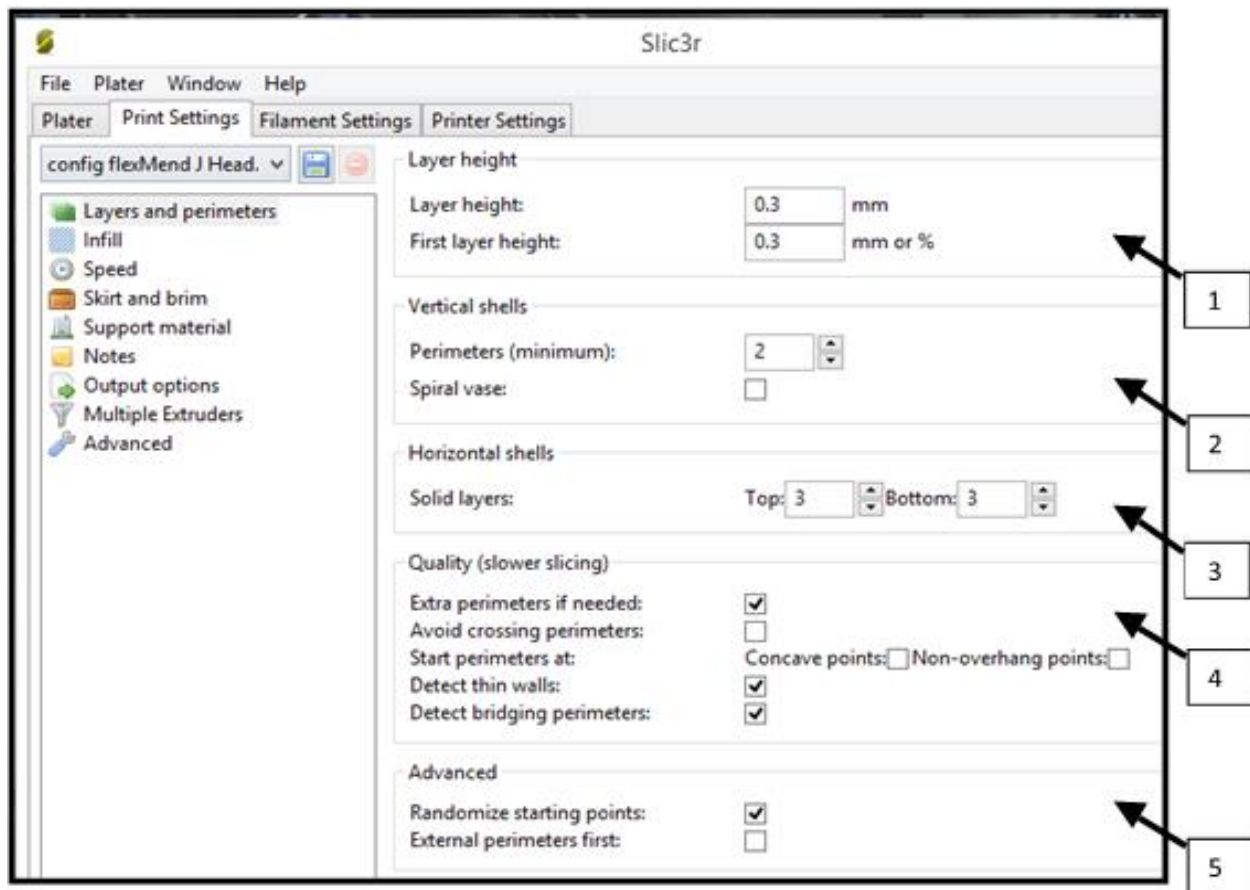 Slic3r
File Plater Window Help
Plater Print Settings Filament Settings Printer Settings
config flexMend J Head.
Layers and perimeters
Infill
Speed
Skirt and brim
Support material
Notes
Output options
Multiple Extruders
Advanced
Layer height
Layer height: 0.3 mm
First layer height: 0.3 mm or %
1
Vertical shells
Perimeters (minimum): 2
Spiral vase:
2
Horizontal shells
Solid layers: Top: 3 Bottom: 3
3
Quality (slower slicing)
Extra perimeters if needed:
Avoid crossing perimeters:
Start perimeters at: Concave points: Non-overhang points:
Detect thin walls:
Detect bridging perimeters:
4
Advanced
Randomize starting points:
External perimeters first:
5